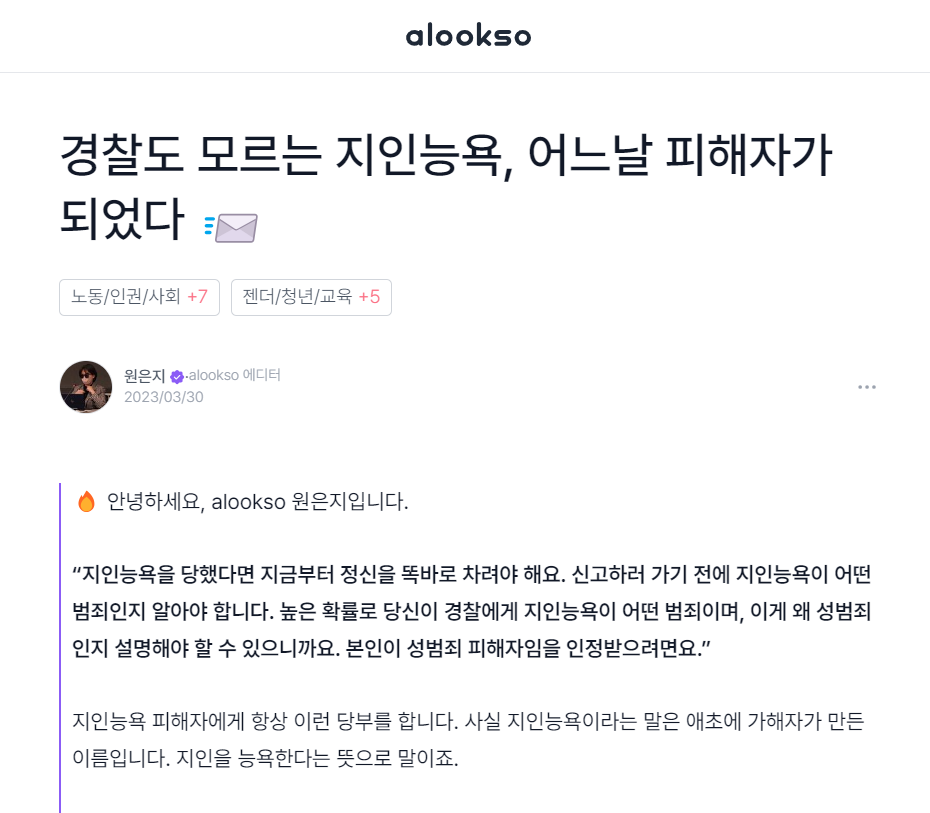 alookso
경찰도 모르는 지인능욕, 어느날 피해자가
되었다
노동/인권/사회 +7 젠더/청년/교육 +5
원은지 ·alookso 에디터
2023/03/30
안녕하세요, alookso 원은지입니다.
“지인능욕을 당했다면 지금부터 정신을 똑바로 차려야 해요. 신고하러 가기 전에 지인능욕이 어떤
범죄인지 알아야 합니다. 높은 확률로 당신이 경찰에게 지인능욕이 어떤 범죄이며, 이게 왜 성범죄
인지 설명해야 할 수 있으니까요. 본인이 성범죄 피해자임을 인정받으려면요.”
지인능욕 피해자에게 항상 이런 당부를 합니다. 사실 지인능욕이라는 말은 애초에 가해자가 만든
이름입니다. 지인을 능욕한다는 뜻으로 말이죠.